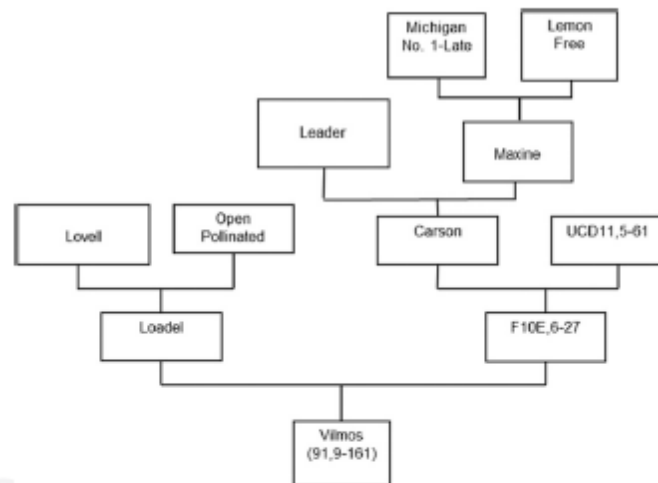 Michigan
No. 1-Late
Lemon
Free
Leader
Maxine
Lovell
Open
Pollinated
Carson
UCD11,5-61
Loadel
F10E,6-27
Vilmos
(91,9-161)